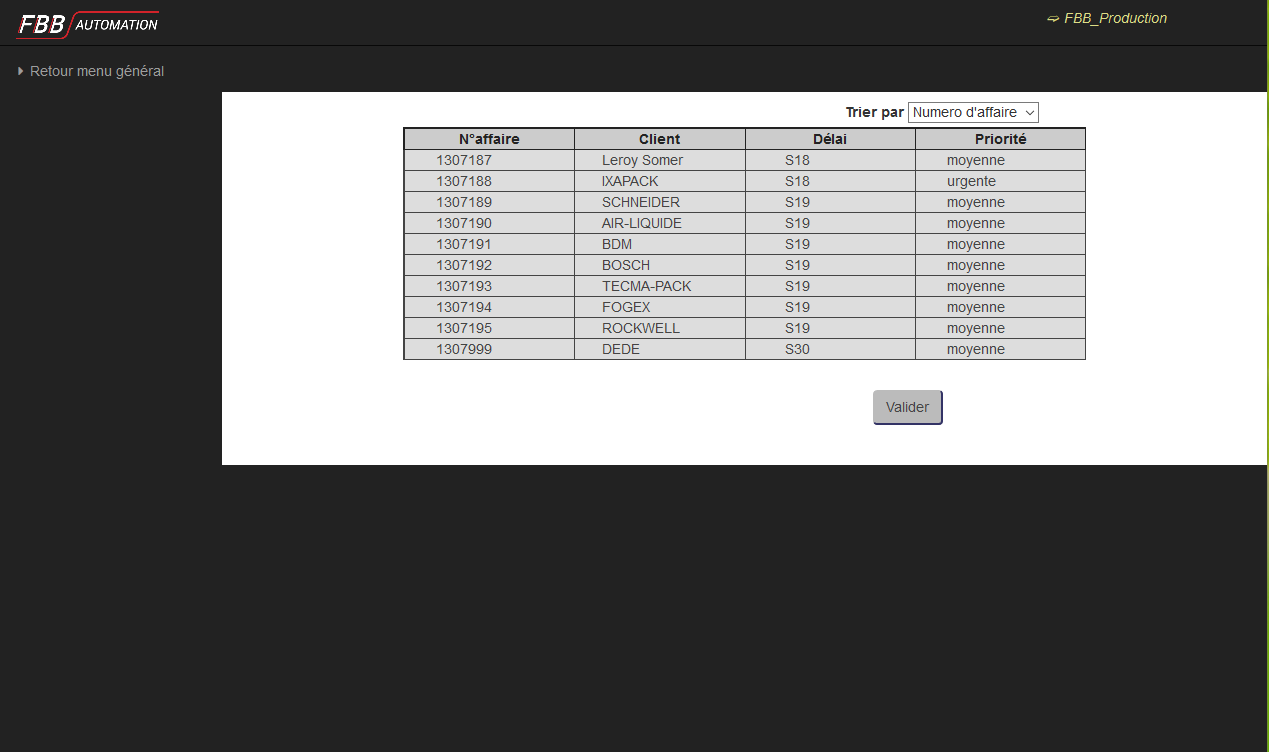 FBB AUTOMATION
⇨ FBB_Production
Retour menu général
Trier par Numero d'affaire
N°affaire Client Délai Priorité
1307187 Leroy Somer S18 moyenne
1307188 IXAPACK S18 urgente
1307189 SCHNEIDER S19 moyenne
1307190 AIR-LIQUIDE S19 moyenne
1307191 BDM S19 moyenne
1307192 BOSCH S19 moyenne
1307193 TECMA-PACK S19 moyenne
1307194 FOGEX S19 moyenne
1307195 ROCKWELL S19 moyenne
1307999 DEDE S30 moyenne
Valider